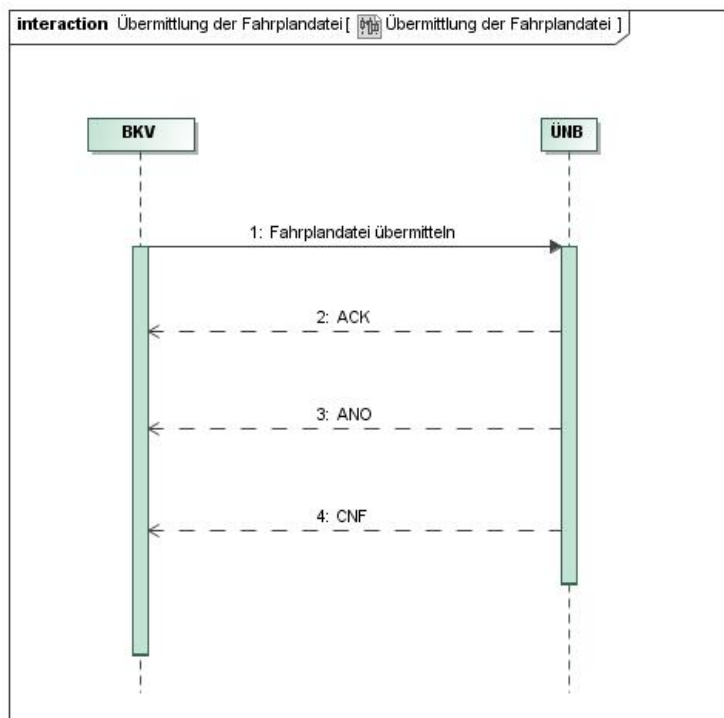 interaction Übermittlung der Fahrplandatei [ Übermittlung der Fahrplandatei ]
BKV
ÜNB
1: Fahrplandatei übermitteln
2: ACK
3: ANO
4: CNF